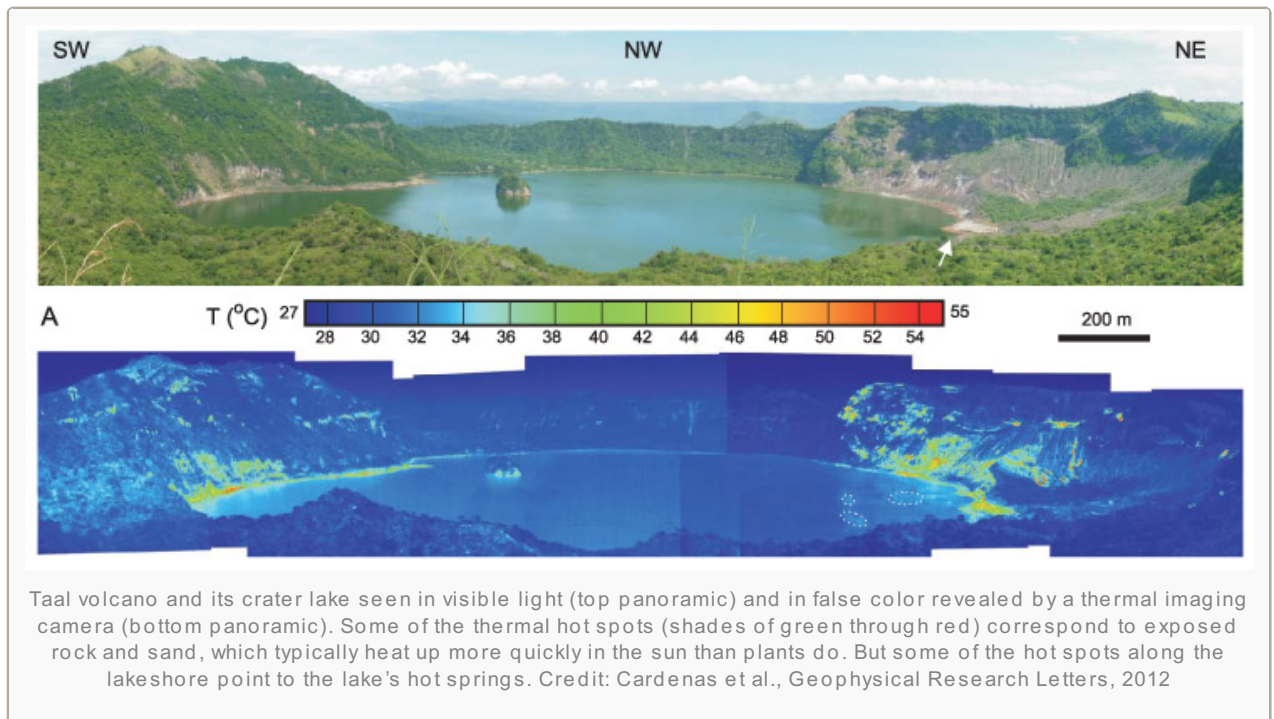 SW NW NE
A T (°C) 27 55
28 30 32 34 36 38 40 42 44 46 48 50 52 54
200 m
Taal volcano and its crater lake seen in visible light (top panoramic) and in false color revealed by a thermal imaging
camera (bottom panoramic). Some of the thermal hot spots (shades of green through red) correspond to exposed
rock and sand, which typically heat up more quickly in the sun than plants do. But some of the hot spots along the
lakeshore point to the lake's hot springs. Credit: Cardenas et al., Geophysical Research Letters, 2012